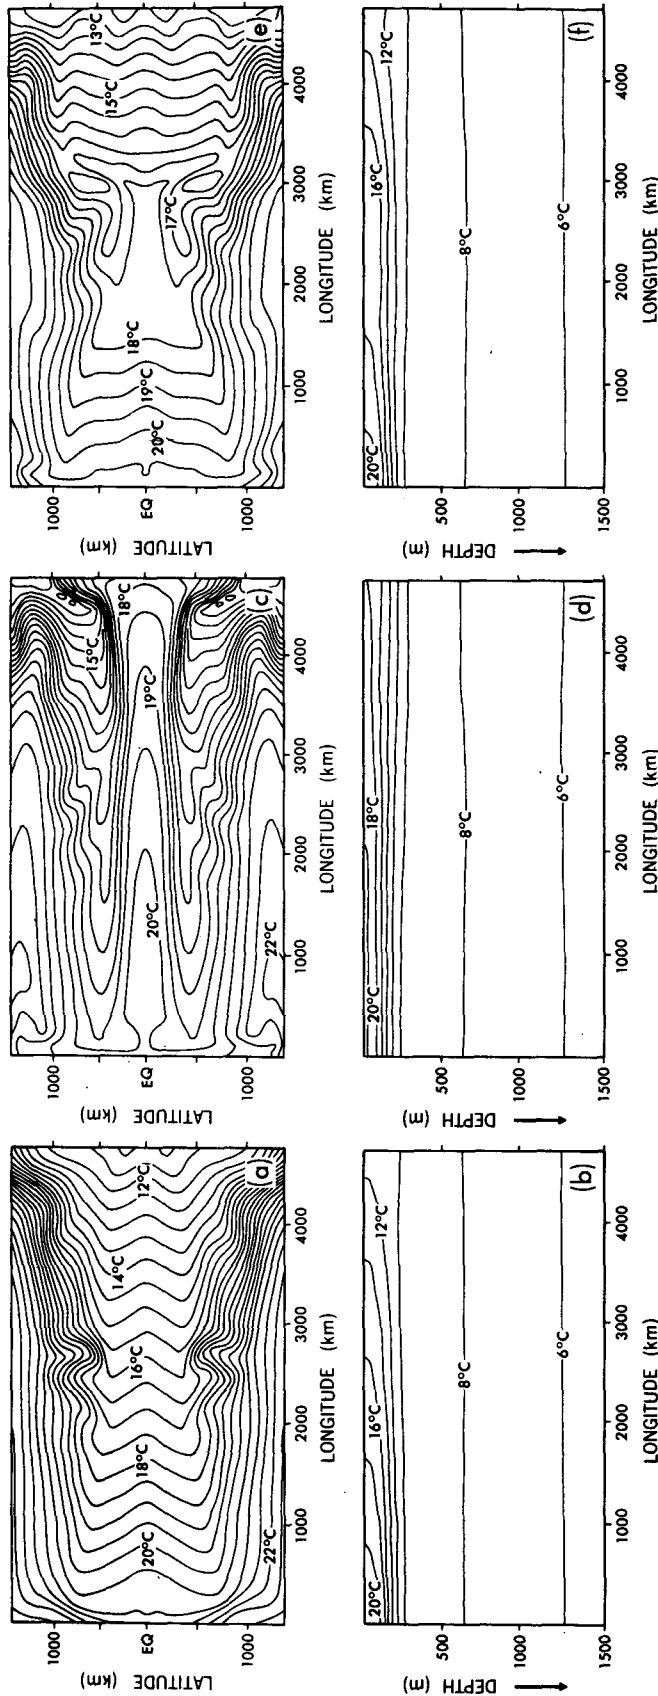 (a)
1000
EQ
1000
LATITUDE (km)
22°C
20°C
18°C
16°C
14°C
12°C
1000
2000
3000
4000
LONGITUDE (km)
(b)
20°C
16°C
12°C
8°C
6°C
500
1000
1500
DEPTH (m)
1000
2000
3000
4000
LONGITUDE (km)
(c)
1000
EQ
1000
LATITUDE (km)
22°C
20°C
19°C
18°C
15°C
1000
2000
3000
4000
LONGITUDE (km)
(d)
20°C
18°C
8°C
6°C
500
1000
1500
DEPTH (m)
1000
2000
3000
4000
LONGITUDE (km)
(e)
1000
EQ
1000
LATITUDE (km)
20°C
19°C
18°C
17°C
15°C
13°C
1000
2000
3000
4000
LONGITUDE (km)
(f)
20°C
16°C
12°C
8°C
6°C
500
1000
1500
DEPTH (m)
1000
2000
3000
4000
LONGITUDE (km)